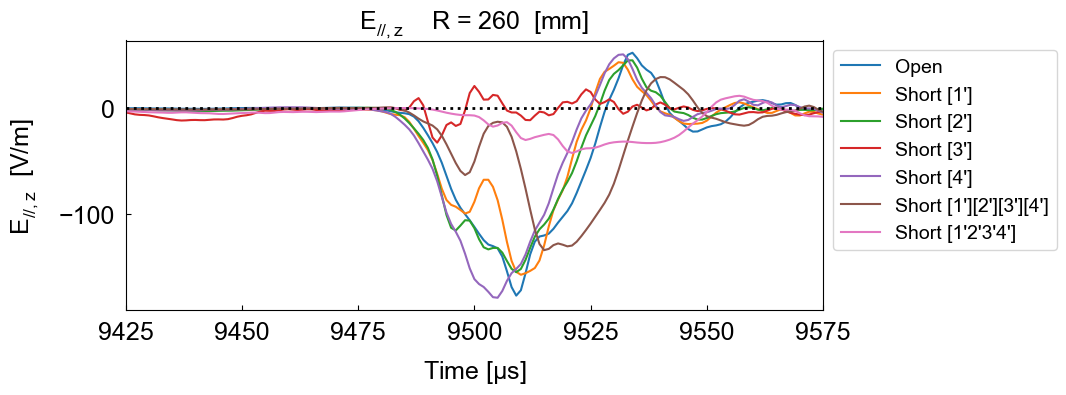 E//, z R = 260 [mm]
E//, z [V/m]
0
−100
9425 9450 9475 9500 9525 9550 9575
Time [μs]
Open
Short [1']
Short [2']
Short [3']
Short [4']
Short [1'][2'][3'][4']
Short [1'2'3'4']